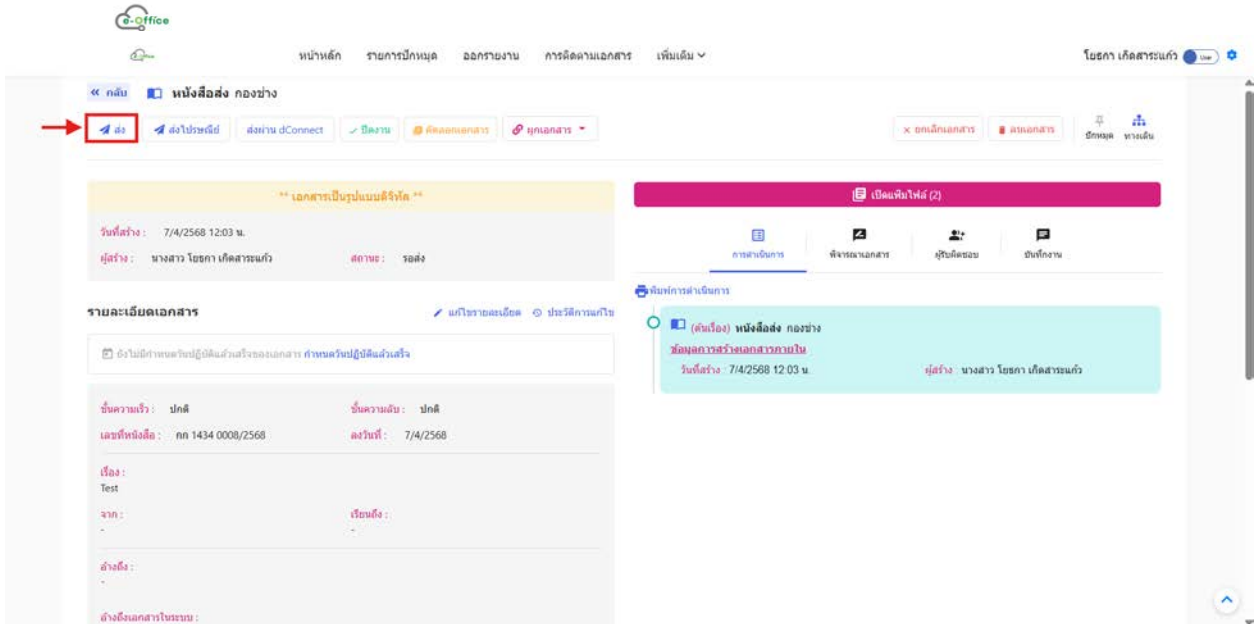 e-Office
หน้าหลัก รายการปักหมุด ออกรายงาน การติดตามเอกสาร เพิ่มเติม โยธกา เกิดสาระแก้ว User
« กลับ หนังสือส่ง กองช่าง
ส่ง ส่งไปรษณีย์ ส่งผ่าน dConnect ปิดงาน คัดลอกเอกสาร ผูกเอกสาร × ยกเลิกเอกสาร ลบเอกสาร ปักหมุด ทางเดิน
** เอกสารเป็นรูปแบบดิจิทัล **
วันที่สร้าง : 7/4/2568 12:03 น.
ผู้สร้าง : นางสาว โยธกา เกิดสาระแก้ว สถานะ : รอส่ง
รายละเอียดเอกสาร แก้ไขรายละเอียด ประวัติการแก้ไข
ยังไม่มีกำหนดวันปฏิบัติแล้วเสร็จของเอกสาร กำหนดวันปฏิบัติแล้วเสร็จ
ชั้นความเร็ว : ปกติ ชั้นความลับ : ปกติ
เลขที่หนังสือ : กก 1434 0008/2568 ลงวันที่ : 7/4/2568
เรื่อง :
Test
จาก : เรียนถึง :
- -
อ้างถึง :
-
อ้างถึงเอกสารในระบบ :
เปิดแฟ้มไฟล์ (2)
การดำเนินการ พิจารณาเอกสาร ผู้รับผิดชอบ บันทึกงาน
พิมพ์การดำเนินการ
(ต้นเรื่อง) หนังสือส่ง กองช่าง
ข้อมูลการสร้างเอกสารภายใน
วันที่สร้าง : 7/4/2568 12:03 น. ผู้สร้าง : นางสาว โยธกา เกิดสาระแก้ว